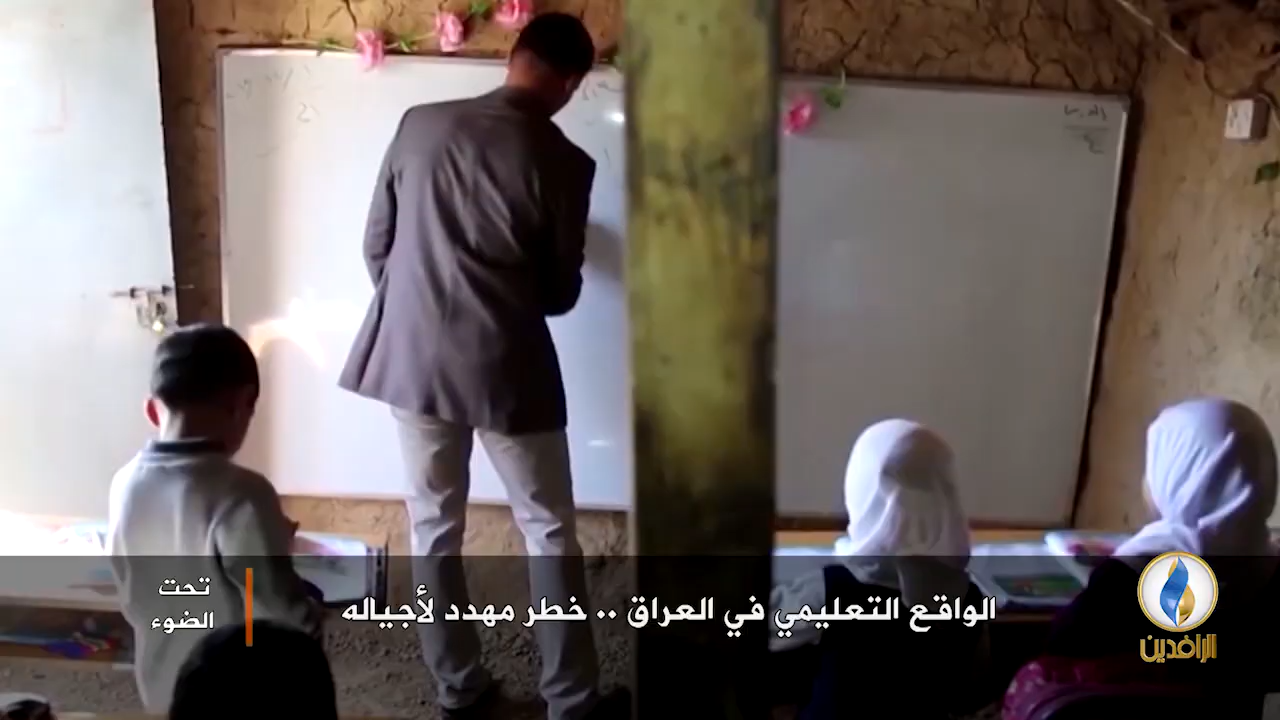 الواقع التعليمي في العراق .. خطر مهدد لأجياله
تحت
الضوء
الرافدين